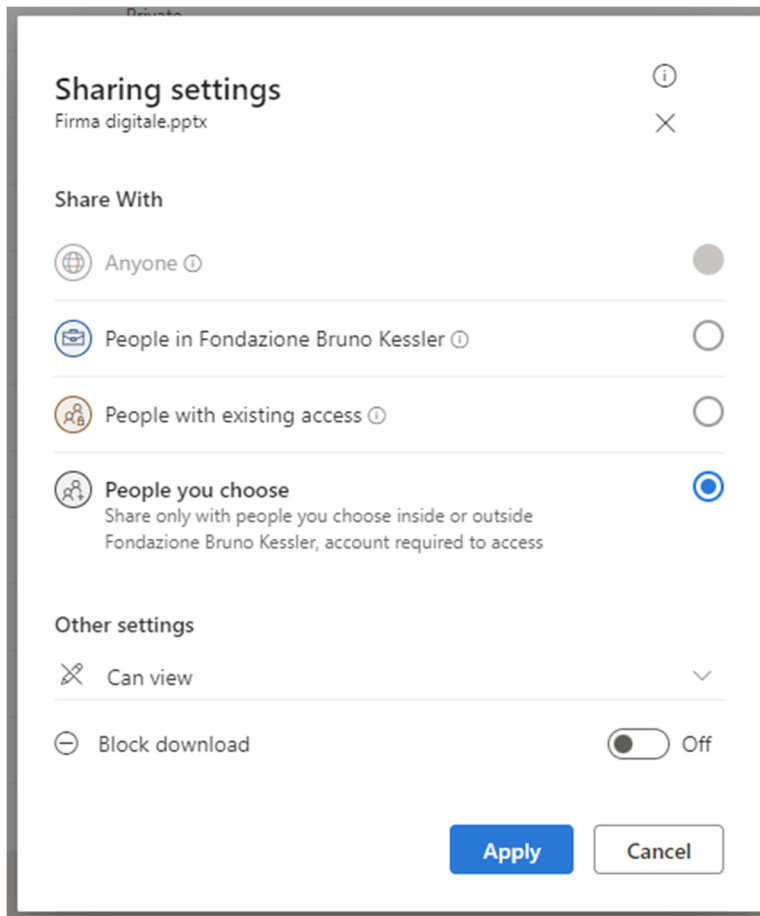 Private
Sharing settings
Firma digitale.pptx
Share With
Anyone
People in Fondazione Bruno Kessler
People with existing access
People you choose
Share only with people you choose inside or outside
Fondazione Bruno Kessler, account required to access
Other settings
Can view
Block download
Off
Apply
Cancel